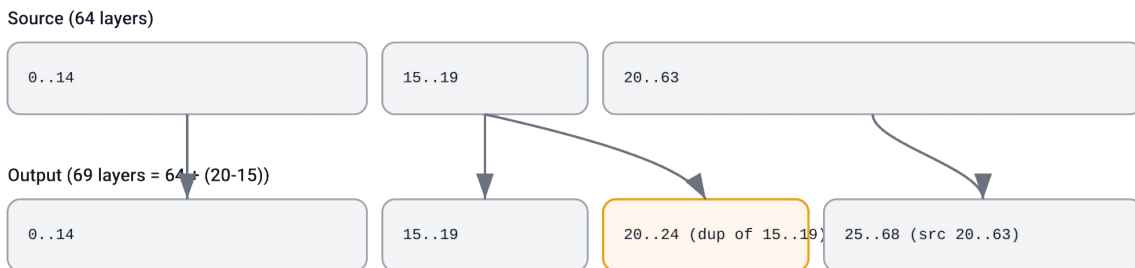 Source (64 layers)
0..14
15..19
20..63
Output (69 layers = 64 + (20-15))
0..14
15..19
20..24 (dup of 15..19)
25..68 (src 20..63)